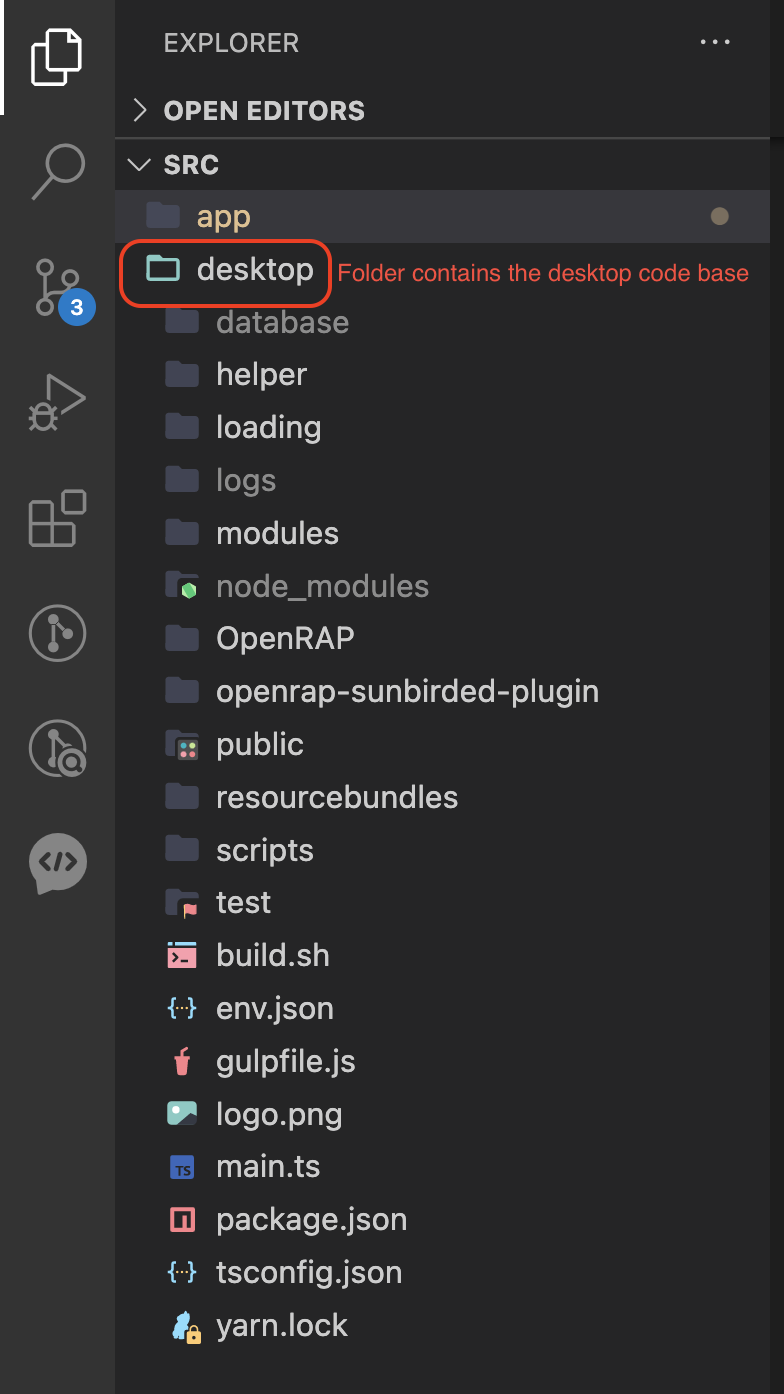 EXPLORER
OPEN EDITORS
SRC
app
desktop Folder contains the desktop code base
3
database
helper
loading
logs
modules
node_modules
OpenRAP
openrap-sunbirded-plugin
public
resourcebundles
scripts
test
build.sh
env.json
gulpfile.js
logo.png
TS main.ts
package.json
tsconfig.json
yarn.lock